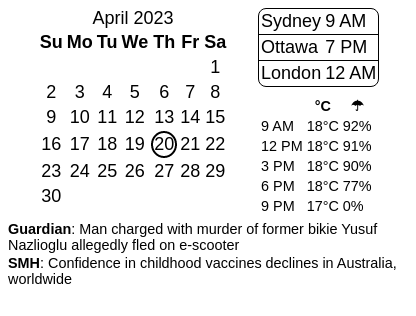 April 2023
Su Mo Tu We Th Fr Sa
1
2 3 4 5 6 7 8
9 10 11 12 13 14 15
16 17 18 19 20 21 22
23 24 25 26 27 28 29
30
Sydney 9 AM
Ottawa 7 PM
London 12 AM
°C ☂
9 AM 18°C 92%
12 PM 18°C 91%
3 PM 18°C 90%
6 PM 18°C 77%
9 PM 17°C 0%
Guardian: Man charged with murder of former bikie Yusuf
Nazlioglu allegedly fled on e-scooter
SMH: Confidence in childhood vaccines declines in Australia,
worldwide